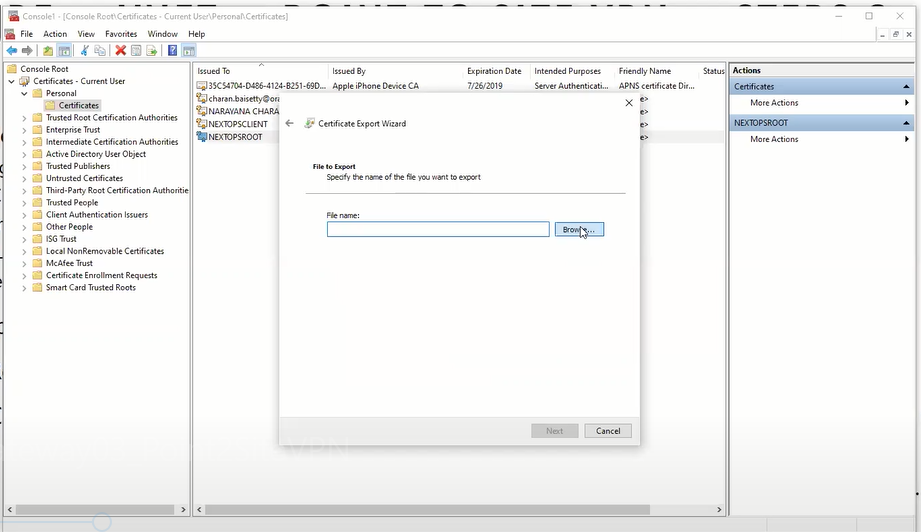 Console1 - [Console Root\Certificates - Current User\Personal\Certificates]
File Action View Favorites Window Help
Console Root
Certificates - Current User
Personal
Certificates
Trusted Root Certification Authorities
Enterprise Trust
Intermediate Certification Authorities
Active Directory User Object
Trusted Publishers
Untrusted Certificates
Third-Party Root Certification Authorities
Trusted People
Client Authentication Issuers
Other People
ISG Trust
Local NonRemovable Certificates
McAfee Trust
Certificate Enrollment Requests
Smart Card Trusted Roots
Issued To Issued By Expiration Date Intended Purposes Friendly Name Status
35C54704-D486-4124-B251-69D... Apple iPhone Device CA 7/26/2019 Server Authenticati... APNS certificate Dir...
charan.baisetty@ora
NARAYANA CHARA
NEXTOPSCLIENT
NEXTOPSROOT
Certificate Export Wizard
File to Export
Specify the name of the file you want to export
File name:
Browse...
Next Cancel
Actions
Certificates
More Actions
NEXTOPSROOT
More Actions
VPN